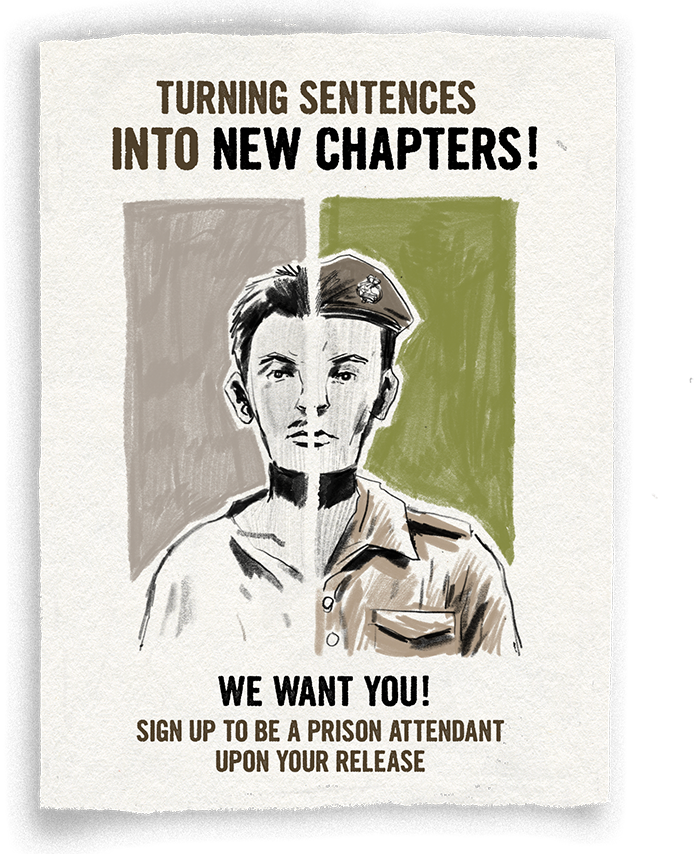 TURNING SENTENCES
INTO NEW CHAPTERS!
WE WANT YOU!
SIGN UP TO BE A PRISON ATTENDANT
UPON YOUR RELEASE